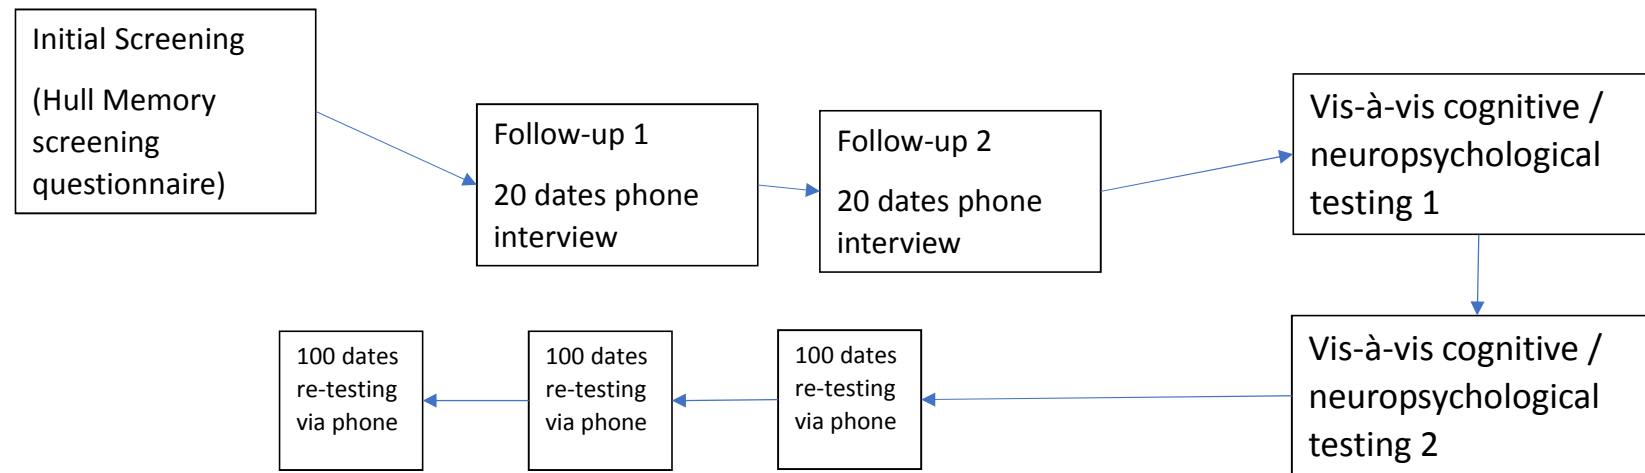 Initial Screening
(Hull Memory
screening
questionnaire)
Follow-up 1
20 dates phone
interview
Follow-up 2
20 dates phone
interview
Vis-à-vis cognitive /
neuropsychological
testing 1
Vis-à-vis cognitive /
neuropsychological
testing 2
100 dates
re-testing
via phone
100 dates
re-testing
via phone
100 dates
re-testing
via phone